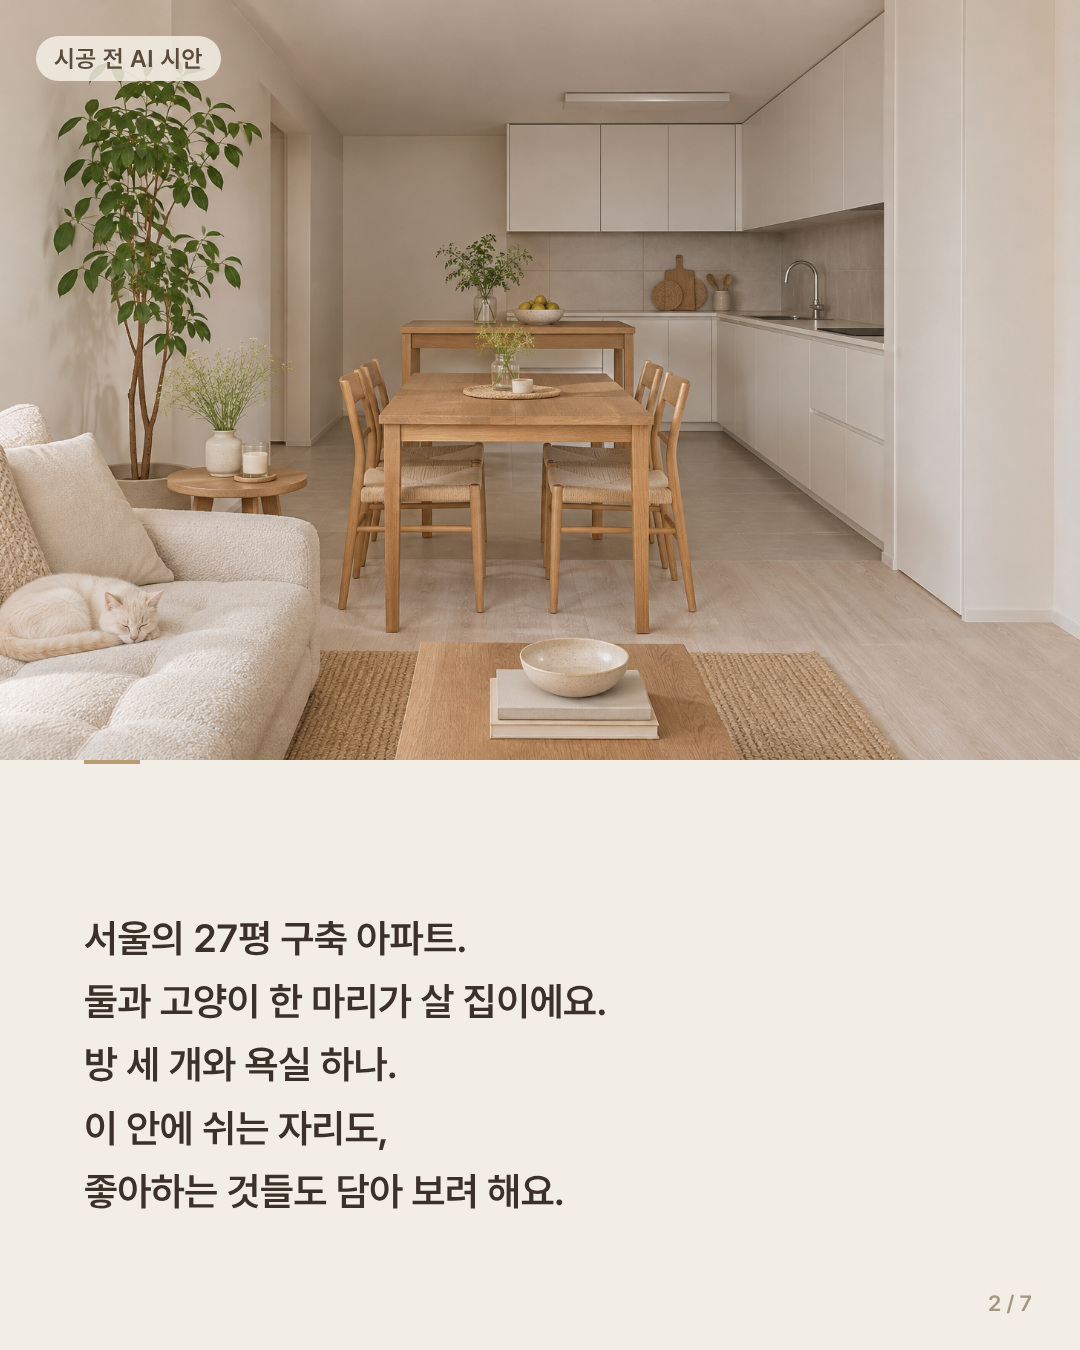 시공 전 AI 시안
서울의 27평 구축 아파트.
둘과 고양이 한 마리가 살 집이에요.
방 세 개와 욕실 하나.
이 안에 쉬는 자리도,
좋아하는 것들도 담아 보려 해요.
2 / 7